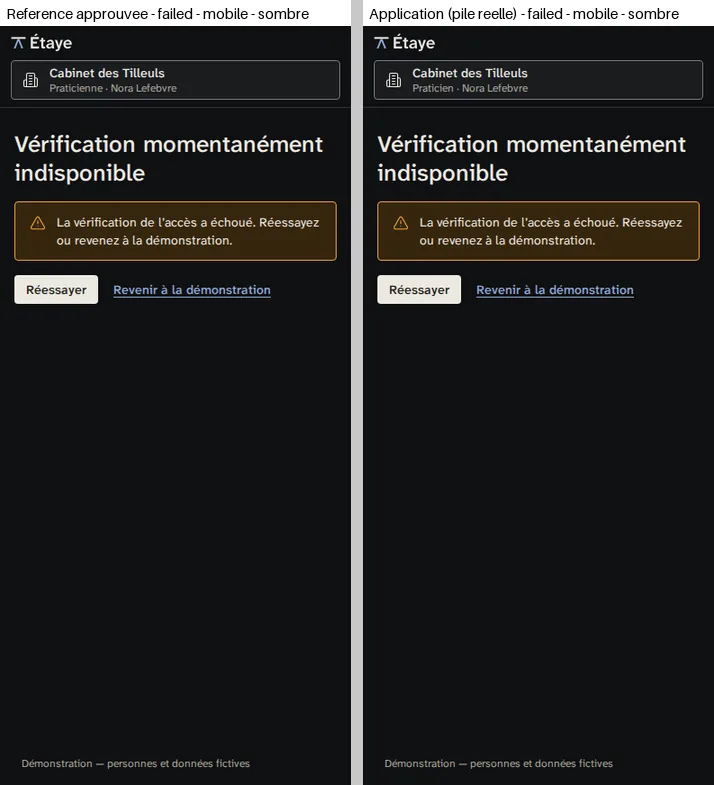 Reference approuvee - failed - mobile - sombre
Étaye
Cabinet des Tilleuls
Praticienne · Nora Lefebvre
Vérification momentanément
indisponible
La vérification de l'accès a échoué. Réessayez
ou revenez à la démonstration.
Réessayer
Revenir à la démonstration
Démonstration — personnes et données fictives
Application (pile reelle) - failed - mobile - sombre
Étaye
Cabinet des Tilleuls
Praticien · Nora Lefebvre
Vérification momentanément
indisponible
La vérification de l'accès a échoué. Réessayez
ou revenez à la démonstration.
Réessayer
Revenir à la démonstration
Démonstration — personnes et données fictives